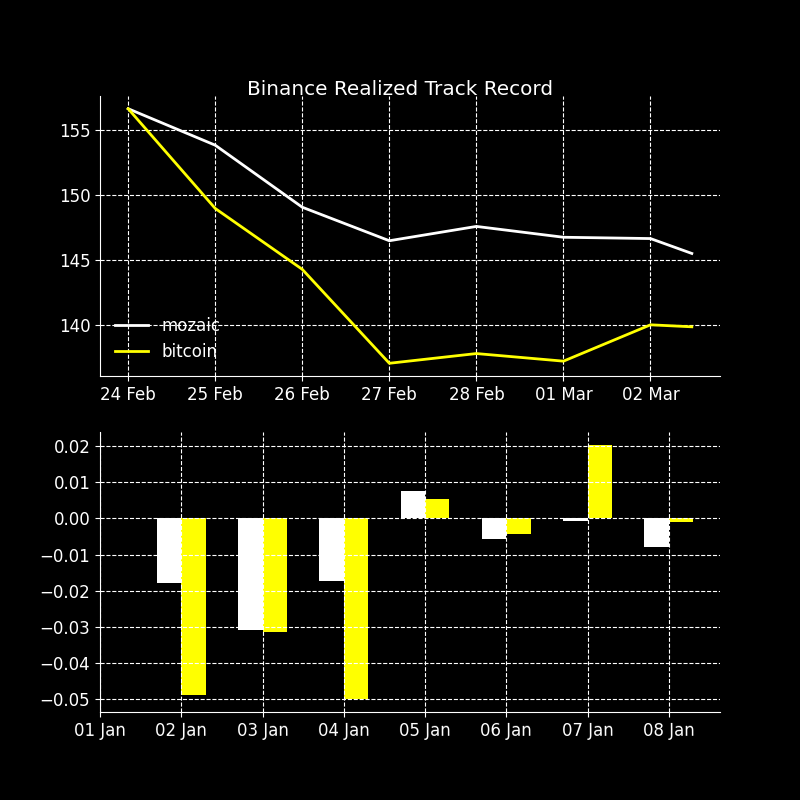 Binance Realized Track Record
155
150
145
140
mozaic
bitcoin
24 Feb 25 Feb 26 Feb 27 Feb 28 Feb 01 Mar 02 Mar
0.02
0.01
0.00
−0.01
−0.02
−0.03
−0.04
−0.05
01 Jan 02 Jan 03 Jan 04 Jan 05 Jan 06 Jan 07 Jan 08 Jan